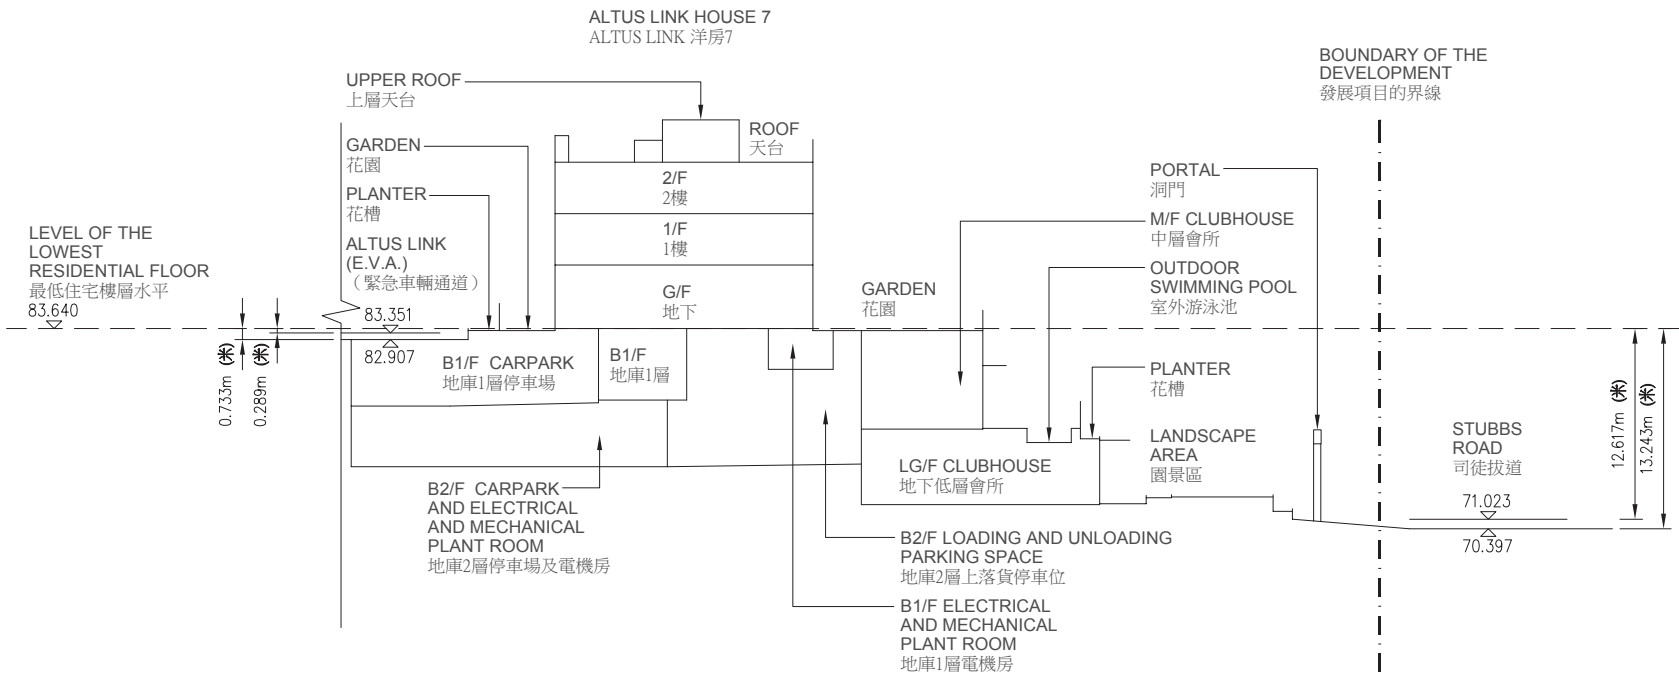 ALTUS LINK HOUSE 7
ALTUS LINK 洋房7
UPPER ROOF
上層天台
GARDEN
花園
PLANTER
花槽
ALTUS LINK
(E.V.A.)
（緊急車輛通道）
LEVEL OF THE
LOWEST
RESIDENTIAL FLOOR
最低住宅樓層水平
83.640
83.351
82.907
0.733m (米)
0.289m (米)
ROOF
天台
2/F
2樓
1/F
1樓
G/F
地下
B1/F CARPARK
地庫1層停車場
B1/F
地庫1層
B2/F CARPARK
AND ELECTRICAL
AND MECHANICAL
PLANT ROOM
地庫2層停車場及電機房
GARDEN
花園
LG/F CLUBHOUSE
地下低層會所
B2/F LOADING AND UNLOADING
PARKING SPACE
地庫2層上落貨停車位
B1/F ELECTRICAL
AND MECHANICAL
PLANT ROOM
地庫1層電機房
BOUNDARY OF THE
DEVELOPMENT
發展項目的界線
PORTAL
洞門
M/F CLUBHOUSE
中層會所
OUTDOOR
SWIMMING POOL
室外游泳池
PLANTER
花槽
LANDSCAPE
AREA
園景區
STUBBS
ROAD
司徒拔道
71.023
70.397
12.617m (米)
13.243m (米)